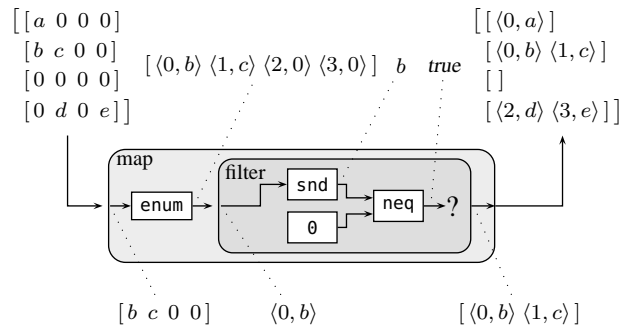 [[a 0 0 0]
[b c 0 0]
[0 0 0 0]
[0 d 0 e]]
[⟨0, b⟩ ⟨1, c⟩ ⟨2, 0⟩ ⟨3, 0⟩]
b
true
[[⟨0, a⟩]
[⟨0, b⟩ ⟨1, c⟩]
[ ]
[⟨2, d⟩ ⟨3, e⟩]]
map
filter
enum
snd
0
neq
?
[b c 0 0]
⟨0, b⟩
[⟨0, b⟩ ⟨1, c⟩]